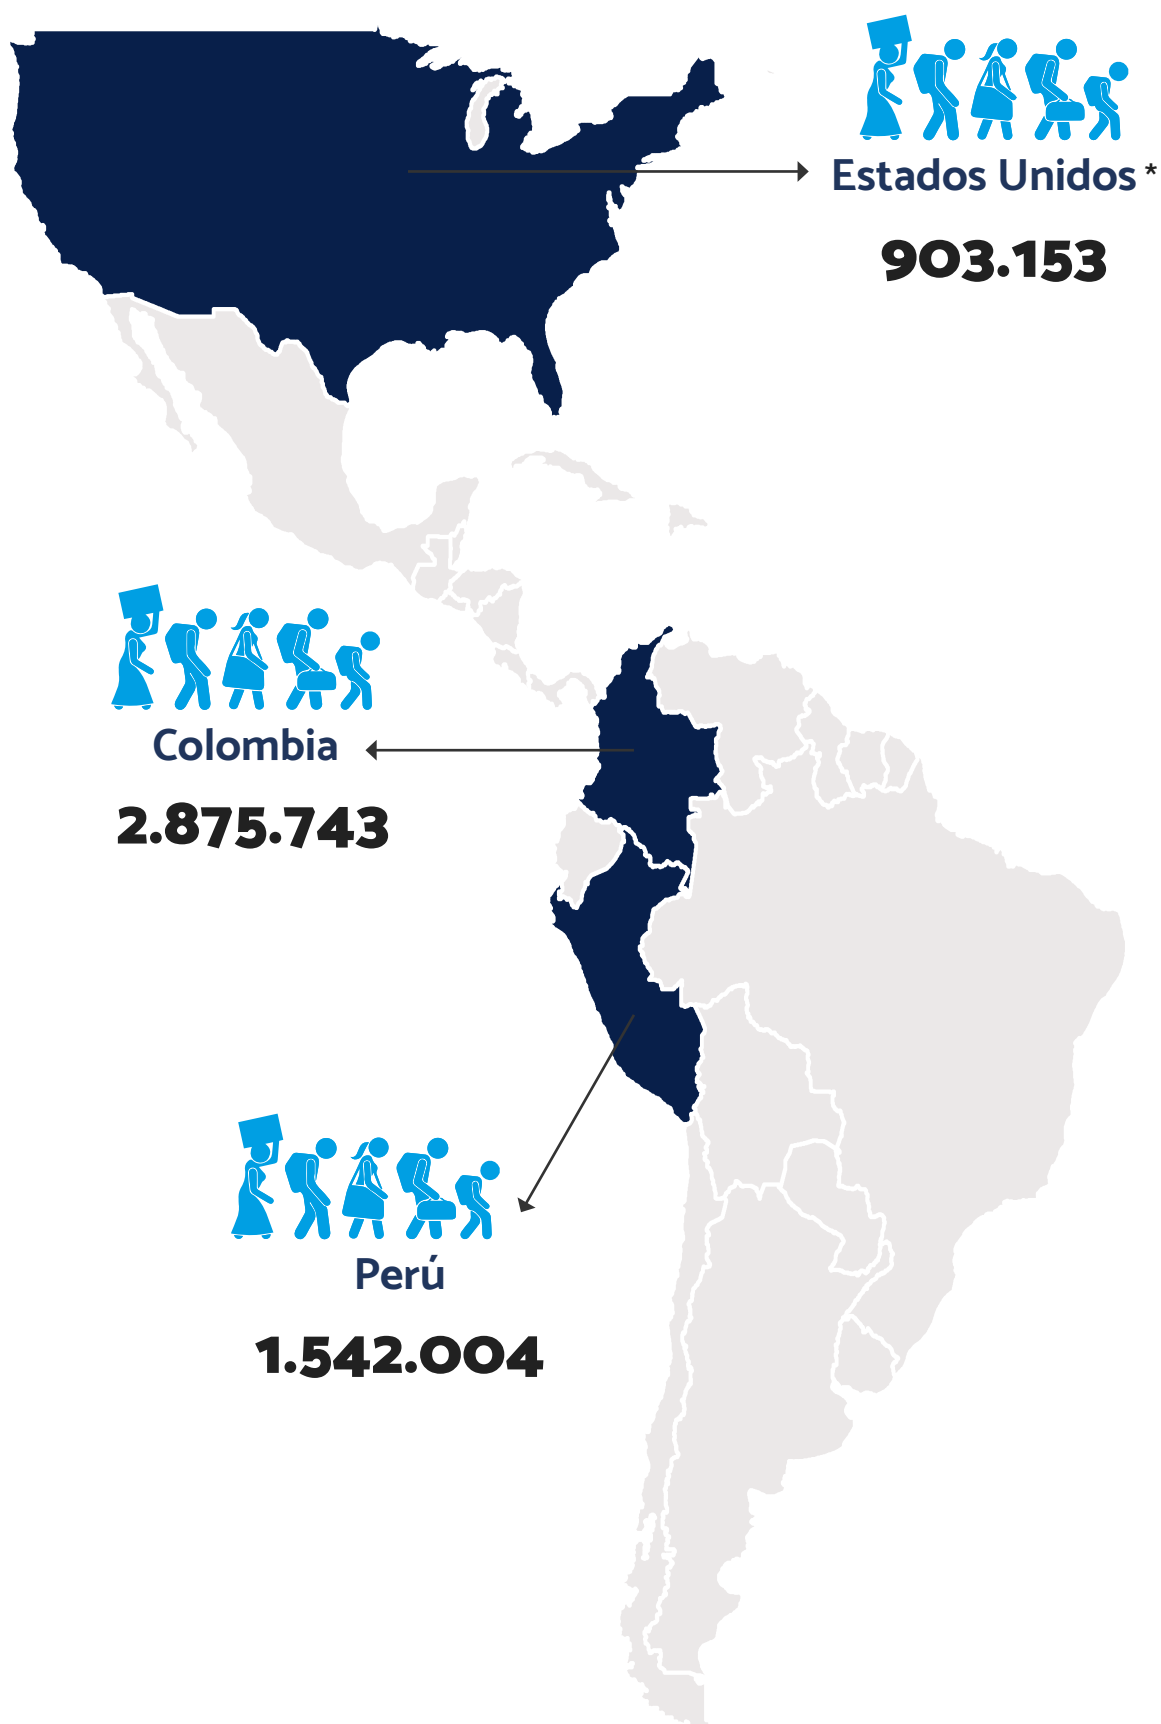 Estados Unidos *
903.153
Colombia
2.875.743
Perú
1.542.004